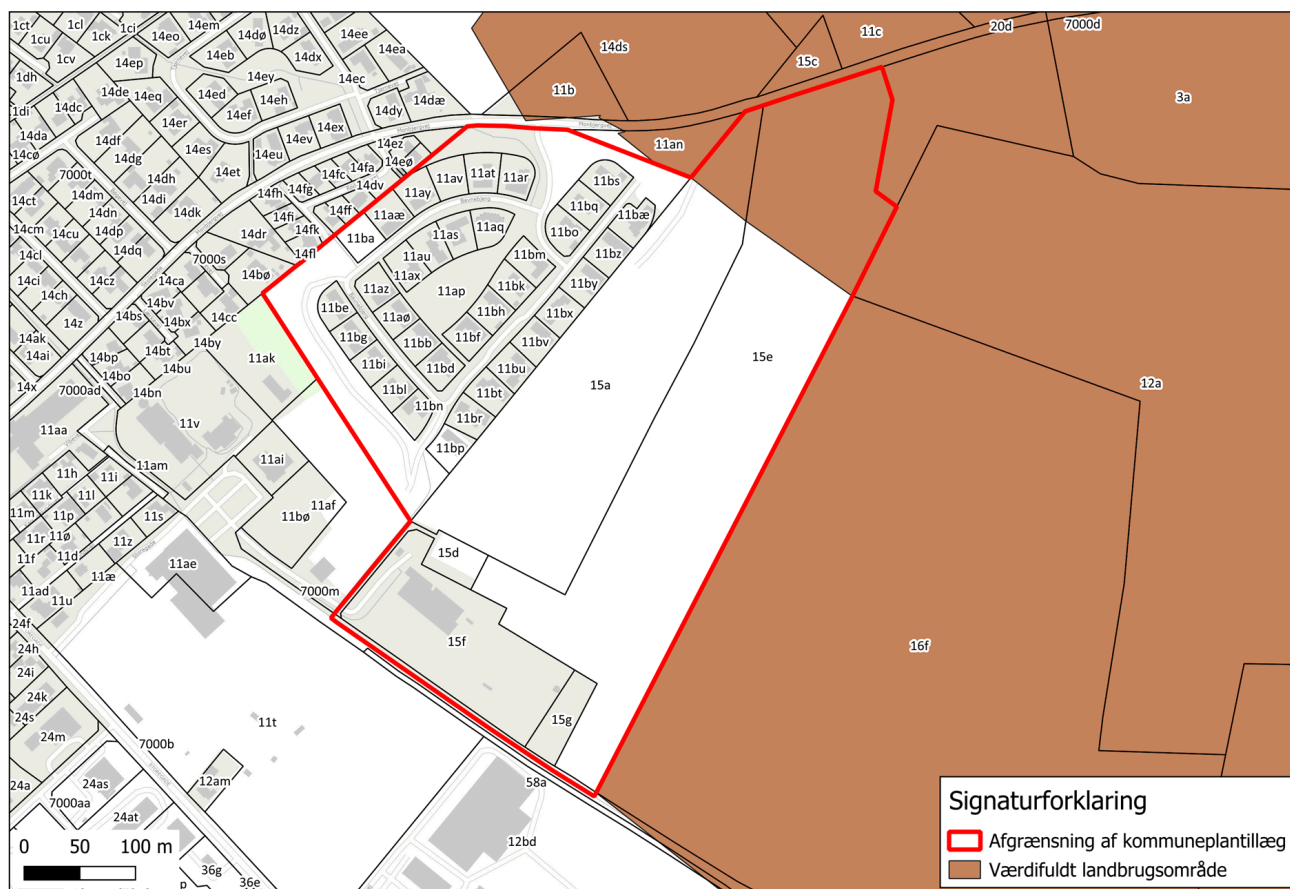 1ct
1cl
1ci
14em
14dø
14dz
1cu
1ck
14eo
14ee
14ea
1cv
14ep
14eb
14dx
14ds
11c
20d
7000d
1dh
14ey
14ec
15c
14de
14eq
14ed
14eh
11b
3a
1di
14dc
14ef
14dy
14dæ
14da
14df
14er
14ev
14ex
14cø
14dg
14es
14eu
14ez
11an
7000t
14dh
14et
14fa
14eø
14fc
14dv
11av
11at
11ar
11bs
14ct
14dm
14di
14fh
14fg
11ay
14dn
14dk
14fi
14ff
11aæ
11bq
11bæ
14cm
14cu
14dp
14dr
14fk
11ba
11as
11aq
11bo
14dq
7000s
14fl
11au
11bm
11bz
14cl
14bø
11ax
14ci
14cz
14ca
11az
11ap
11bk
11by
14ch
14bv
14cc
11be
11aø
11bh
11bx
14z
14bs
14bx
11bg
11bb
11bf
11bv
14ak
14by
14ai
14bp
14bt
11ak
11bi
11bd
11bu
15e
14bo
14bu
14x
7000ad
14bn
11bl
11bn
11bt
15a
12a
11aa
11v
11br
11bp
11h
11i
11am
11ai
11k
11l
11m
11p
11s
11af
11bø
11r
11ø
11z
11f
11d
11æ
11ae
15d
11ad
11u
7000m
24f
15f
16f
24h
24i
24k
24s
11t
15g
24m
7000b
24a
24as
12am
58a
7000aa
24at
12bd
36g
36e
p
Signaturforklaring
Afgrænsning af kommuneplantillæg
Værdifuldt landbrugsområde
0 50 100 m